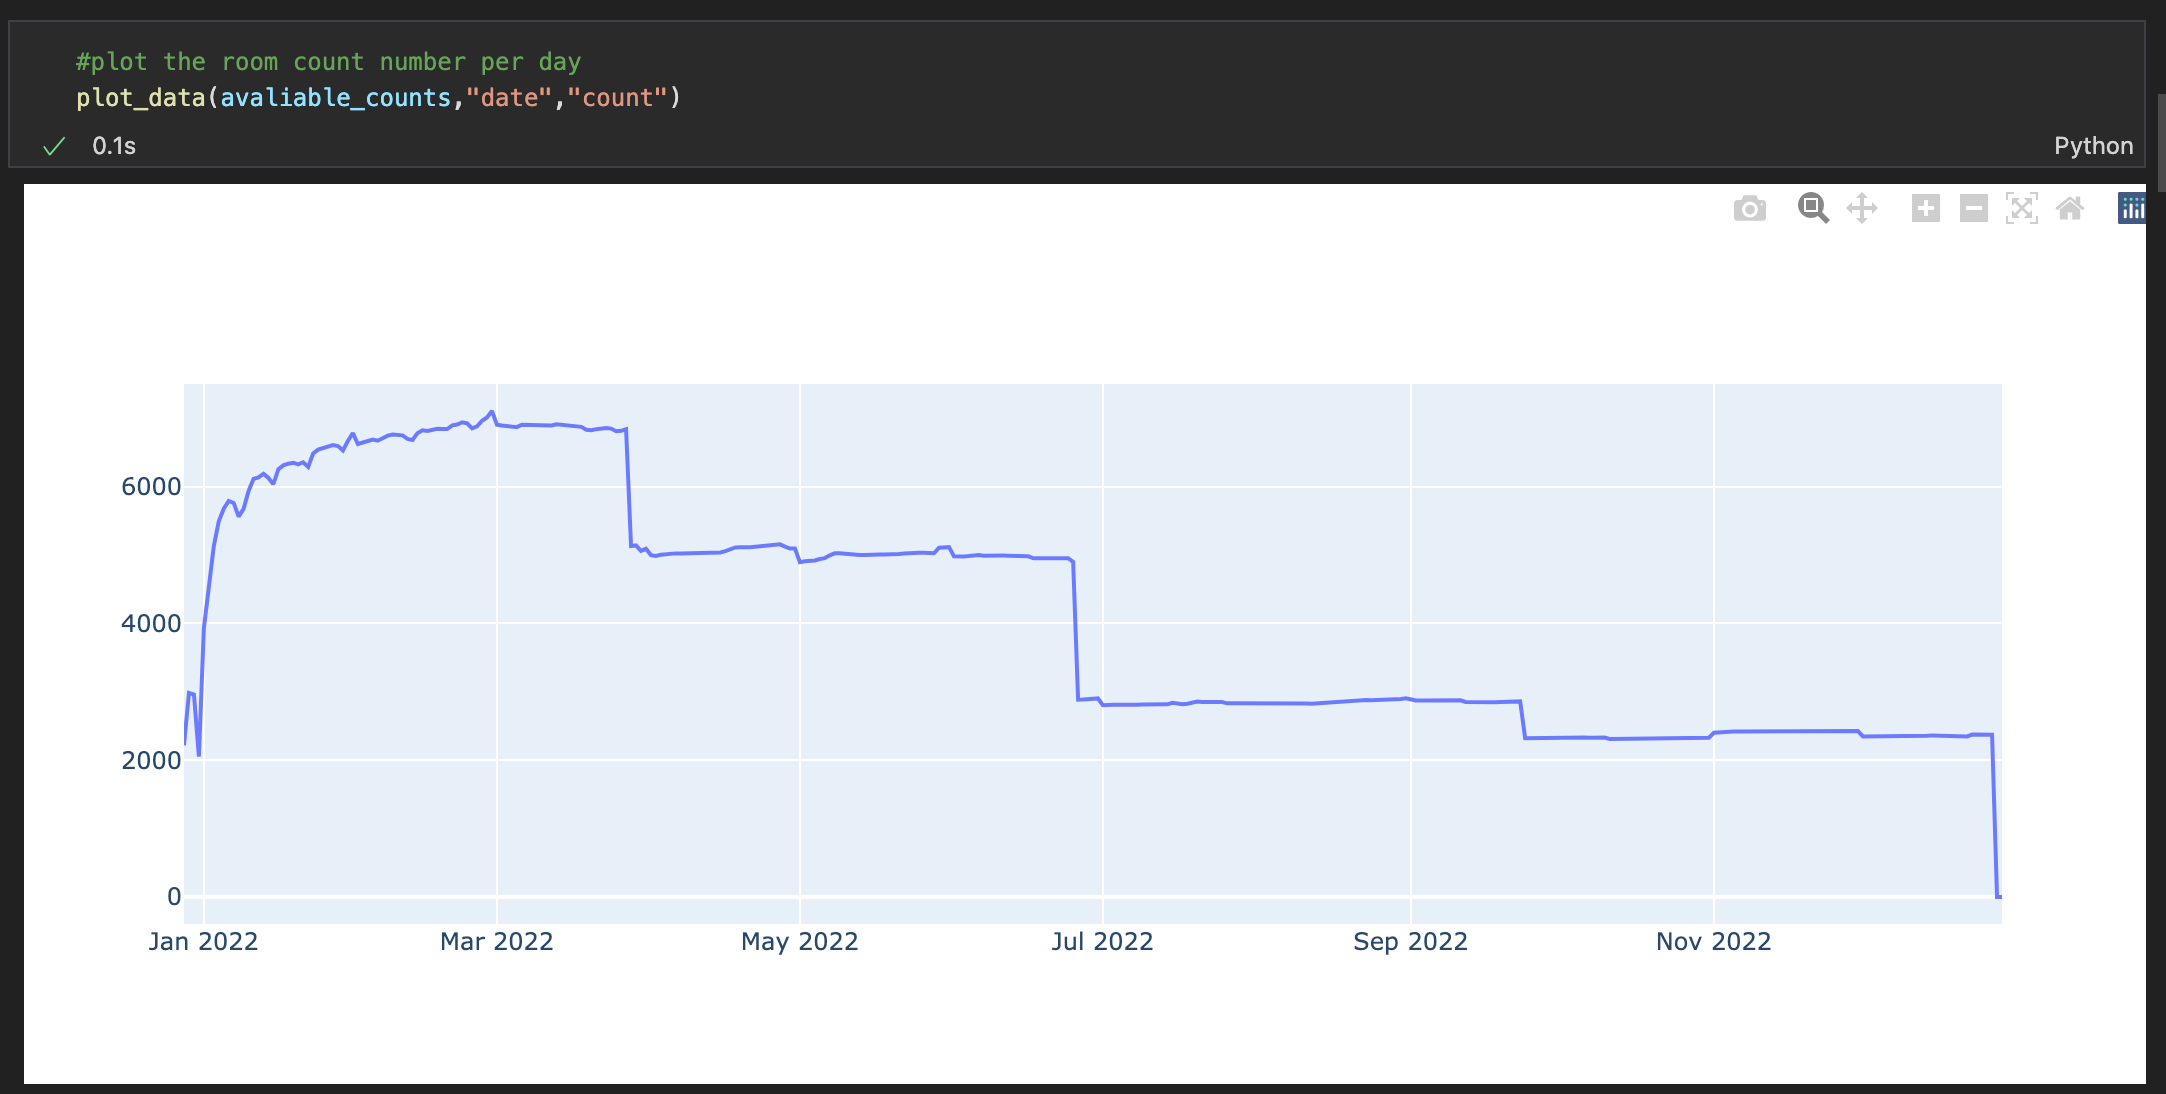 #plot the room count number per day
plot_data(avaliable_counts,"date","count")
0.1s
Python
6000
4000
2000
0
Jan 2022
Mar 2022
May 2022
Jul 2022
Sep 2022
Nov 2022